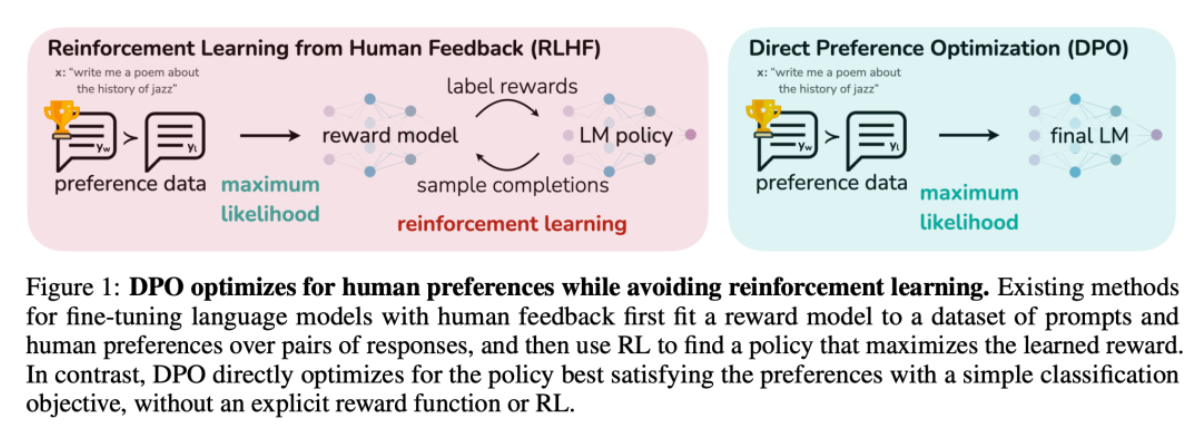 Reinforcement Learning from Human Feedback (RLHF)
x: "write me a poem about
the history of jazz"
label rewards
yw
>
yl
reward model
LM policy
preference data
maximum
likelihood
sample completions
reinforcement learning
Direct Preference Optimization (DPO)
x: "write me a poem about
the history of jazz"
yw
>
yl
final LM
preference data
maximum
likelihood
Figure 1: DPO optimizes for human preferences while avoiding reinforcement learning. Existing methods
for fine-tuning language models with human feedback first fit a reward model to a dataset of prompts and
human preferences over pairs of responses, and then use RL to find a policy that maximizes the learned reward.
In contrast, DPO directly optimizes for the policy best satisfying the preferences with a simple classification
objective, without an explicit reward function or RL.